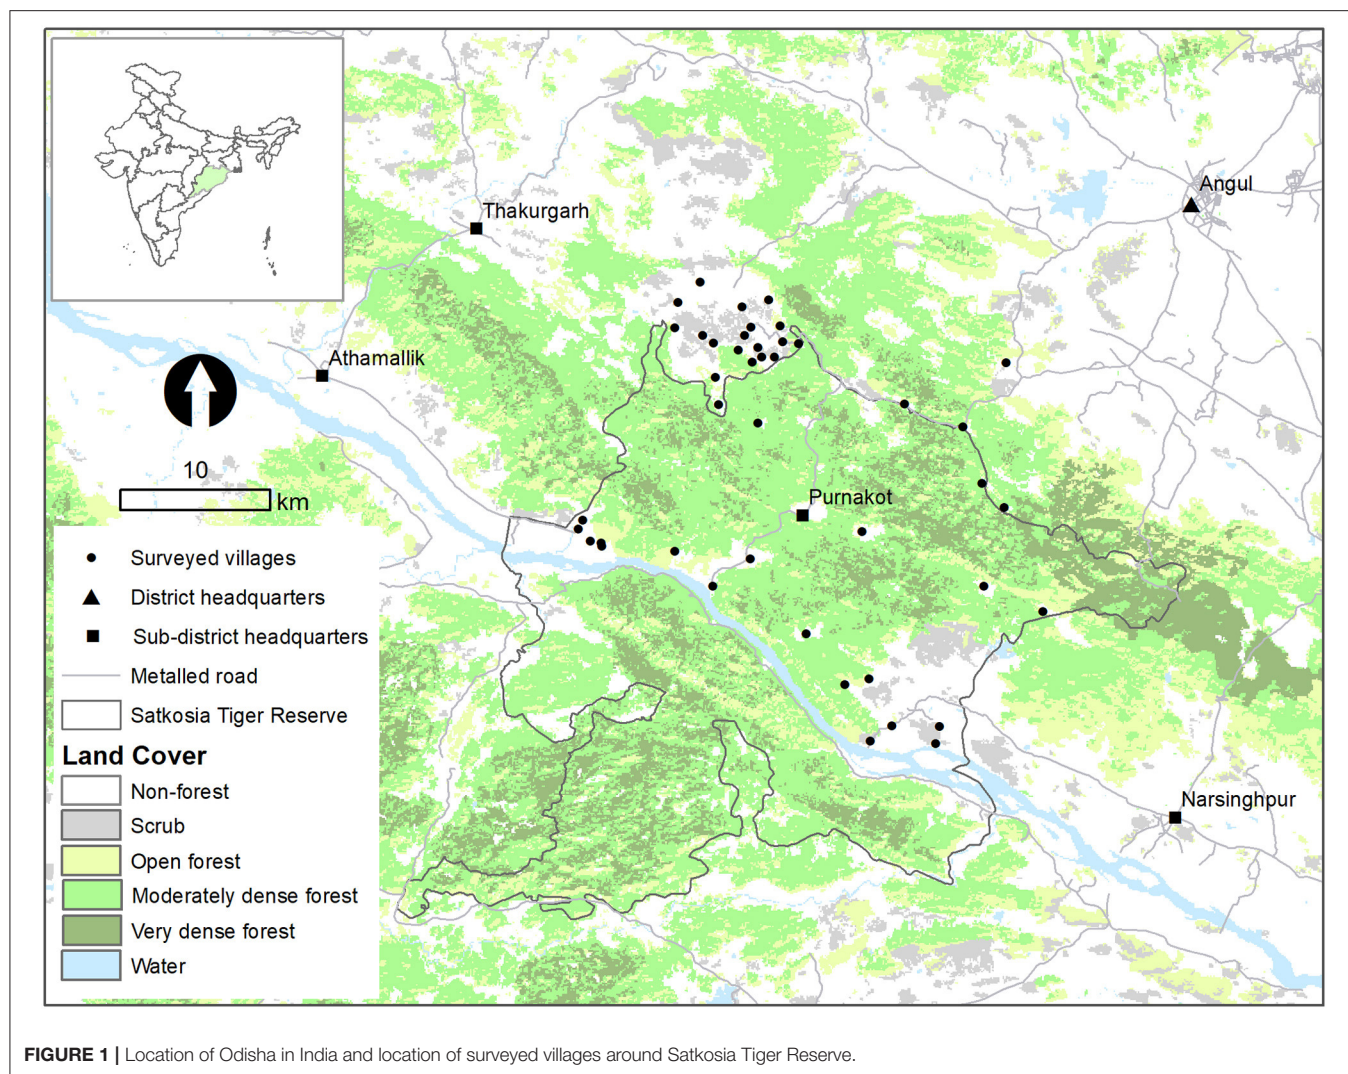 Thakurgarh
Angul
Athamallik
10
km
Purnakot
Narsinghpur
Surveyed villages
District headquarters
Sub-district headquarters
Metalled road
Satkosia Tiger Reserve
Land Cover
Non-forest
Scrub
Open forest
Moderately dense forest
Very dense forest
Water
FIGURE 1 | Location of Odisha in India and location of surveyed villages around Satkosia Tiger Reserve.